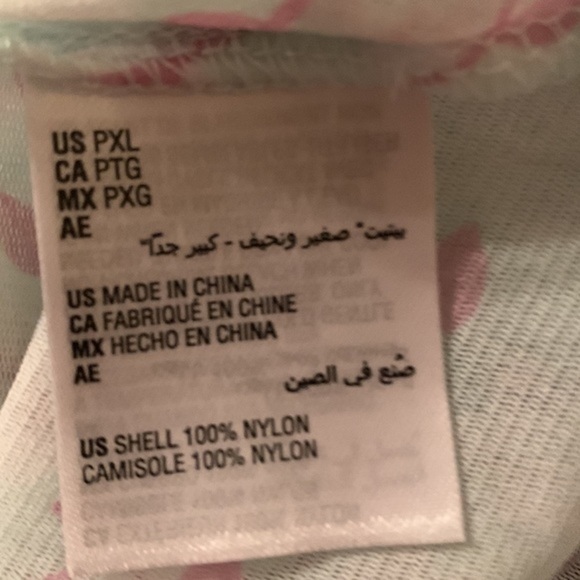 US PXL
CA PTG
MX PXG
AE بيتيت" صغير ونحيف - كبير جدًا"
US MADE IN CHINA
CA FABRIQUÉ EN CHINE
MX HECHO EN CHINA
AE صُنع في الصين
US SHELL 100% NYLON
CAMISOLE 100% NYLON